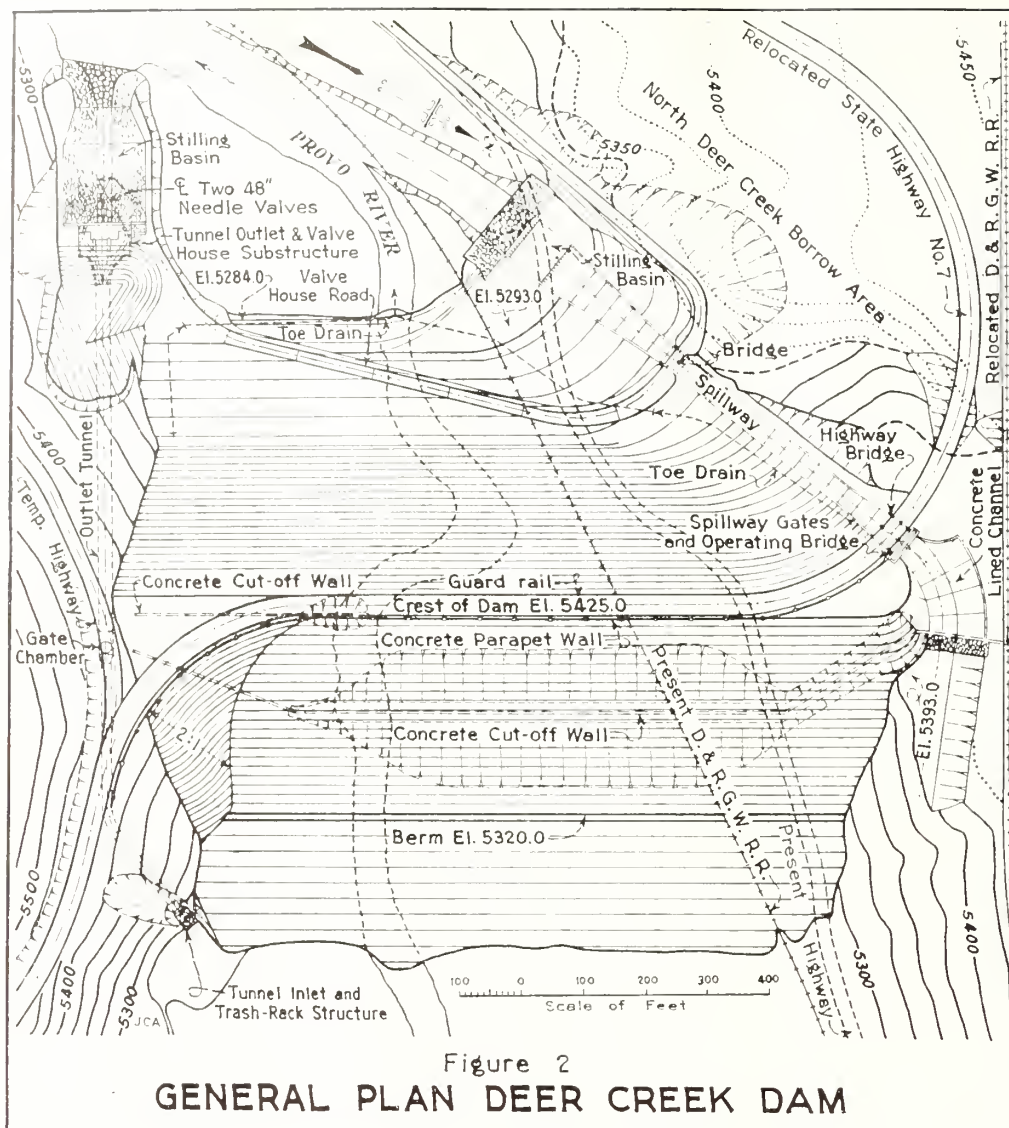 5300
Stilling
Basin
℄ Two 48"
Needle Valves
Tunnel Outlet & Valve
House Substructure
El. 5284.0
Valve
House Road
Toe Drain
PROVO
RIVER
El. 5293.0
Stilling
Basin
5350
5400
North Deer Creek Borrow Area
Relocated State Highway No. 7
5450
Relocated D. & R.G.W. R.R.
Bridge
Spillway
Highway
Bridge
Toe Drain
Spillway Gates
and Operating Bridge
Concrete
Lined Channel
5400
Temp. Highway
Outlet Tunnel
Gate
Chamber
Concrete Cut-off Wall
Guard rail
Crest of Dam El. 5425.0
Concrete Parapet Wall
2:1
Concrete Cut-off Wall
Present D. & R.G.W. R.R.
Present
Highway
El. 5393.0
Berm El. 5320.0
5500
5400
5300
JCA
Tunnel Inlet and
Trash-Rack Structure
5300
5400
100 0 100 200 300 400
Scale of Feet
Figure 2
GENERAL PLAN DEER CREEK DAM